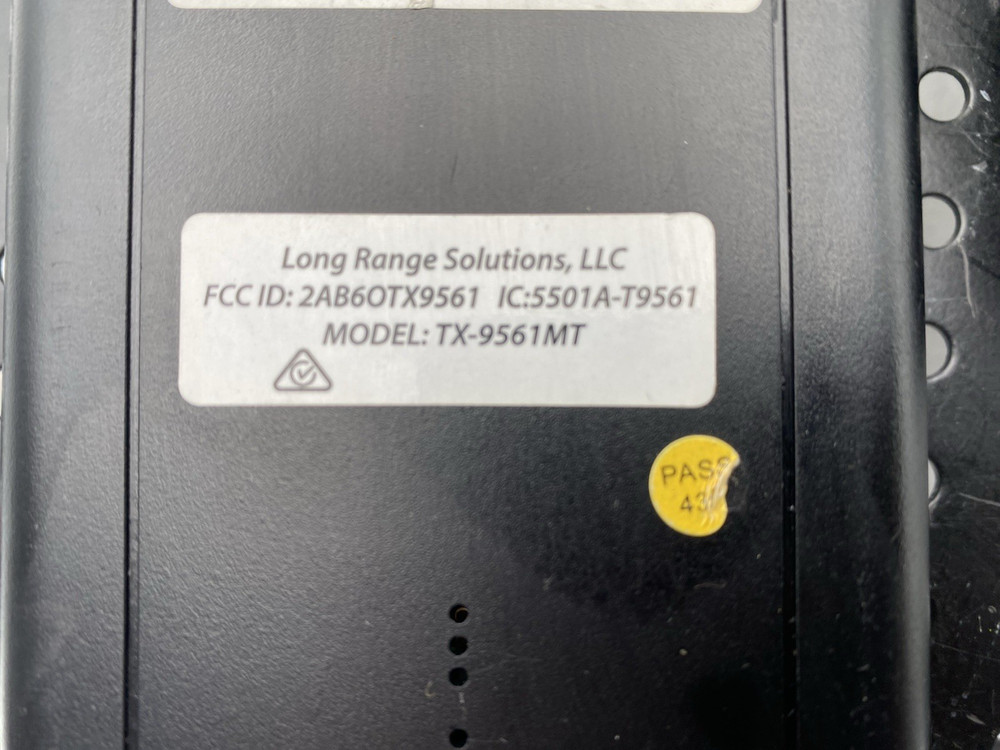 Long Range Solutions, LLC
FCC ID: 2AB6OTX9561 IC:5501A-T9561
MODEL: TX-9561MT
PASS